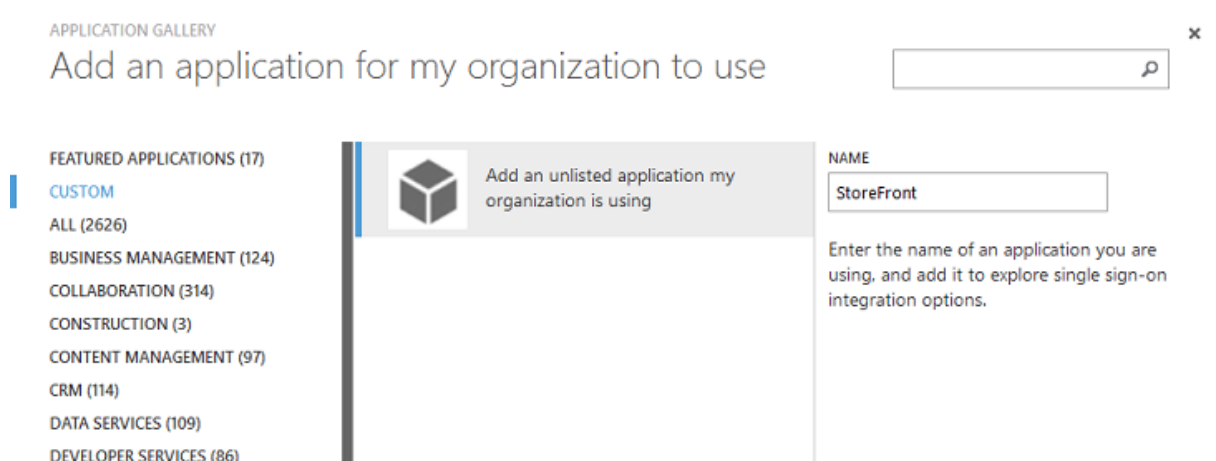 APPLICATION GALLERY
Add an application for my organization to use
FEATURED APPLICATIONS (17)
CUSTOM
ALL (2626)
BUSINESS MANAGEMENT (124)
COLLABORATION (314)
CONSTRUCTION (3)
CONTENT MANAGEMENT (97)
CRM (114)
DATA SERVICES (109)
DEVELOPER SERVICES (86)
Add an unlisted application my
organization is using
NAME
StoreFront
Enter the name of an application you are
using, and add it to explore single sign-on
integration options.